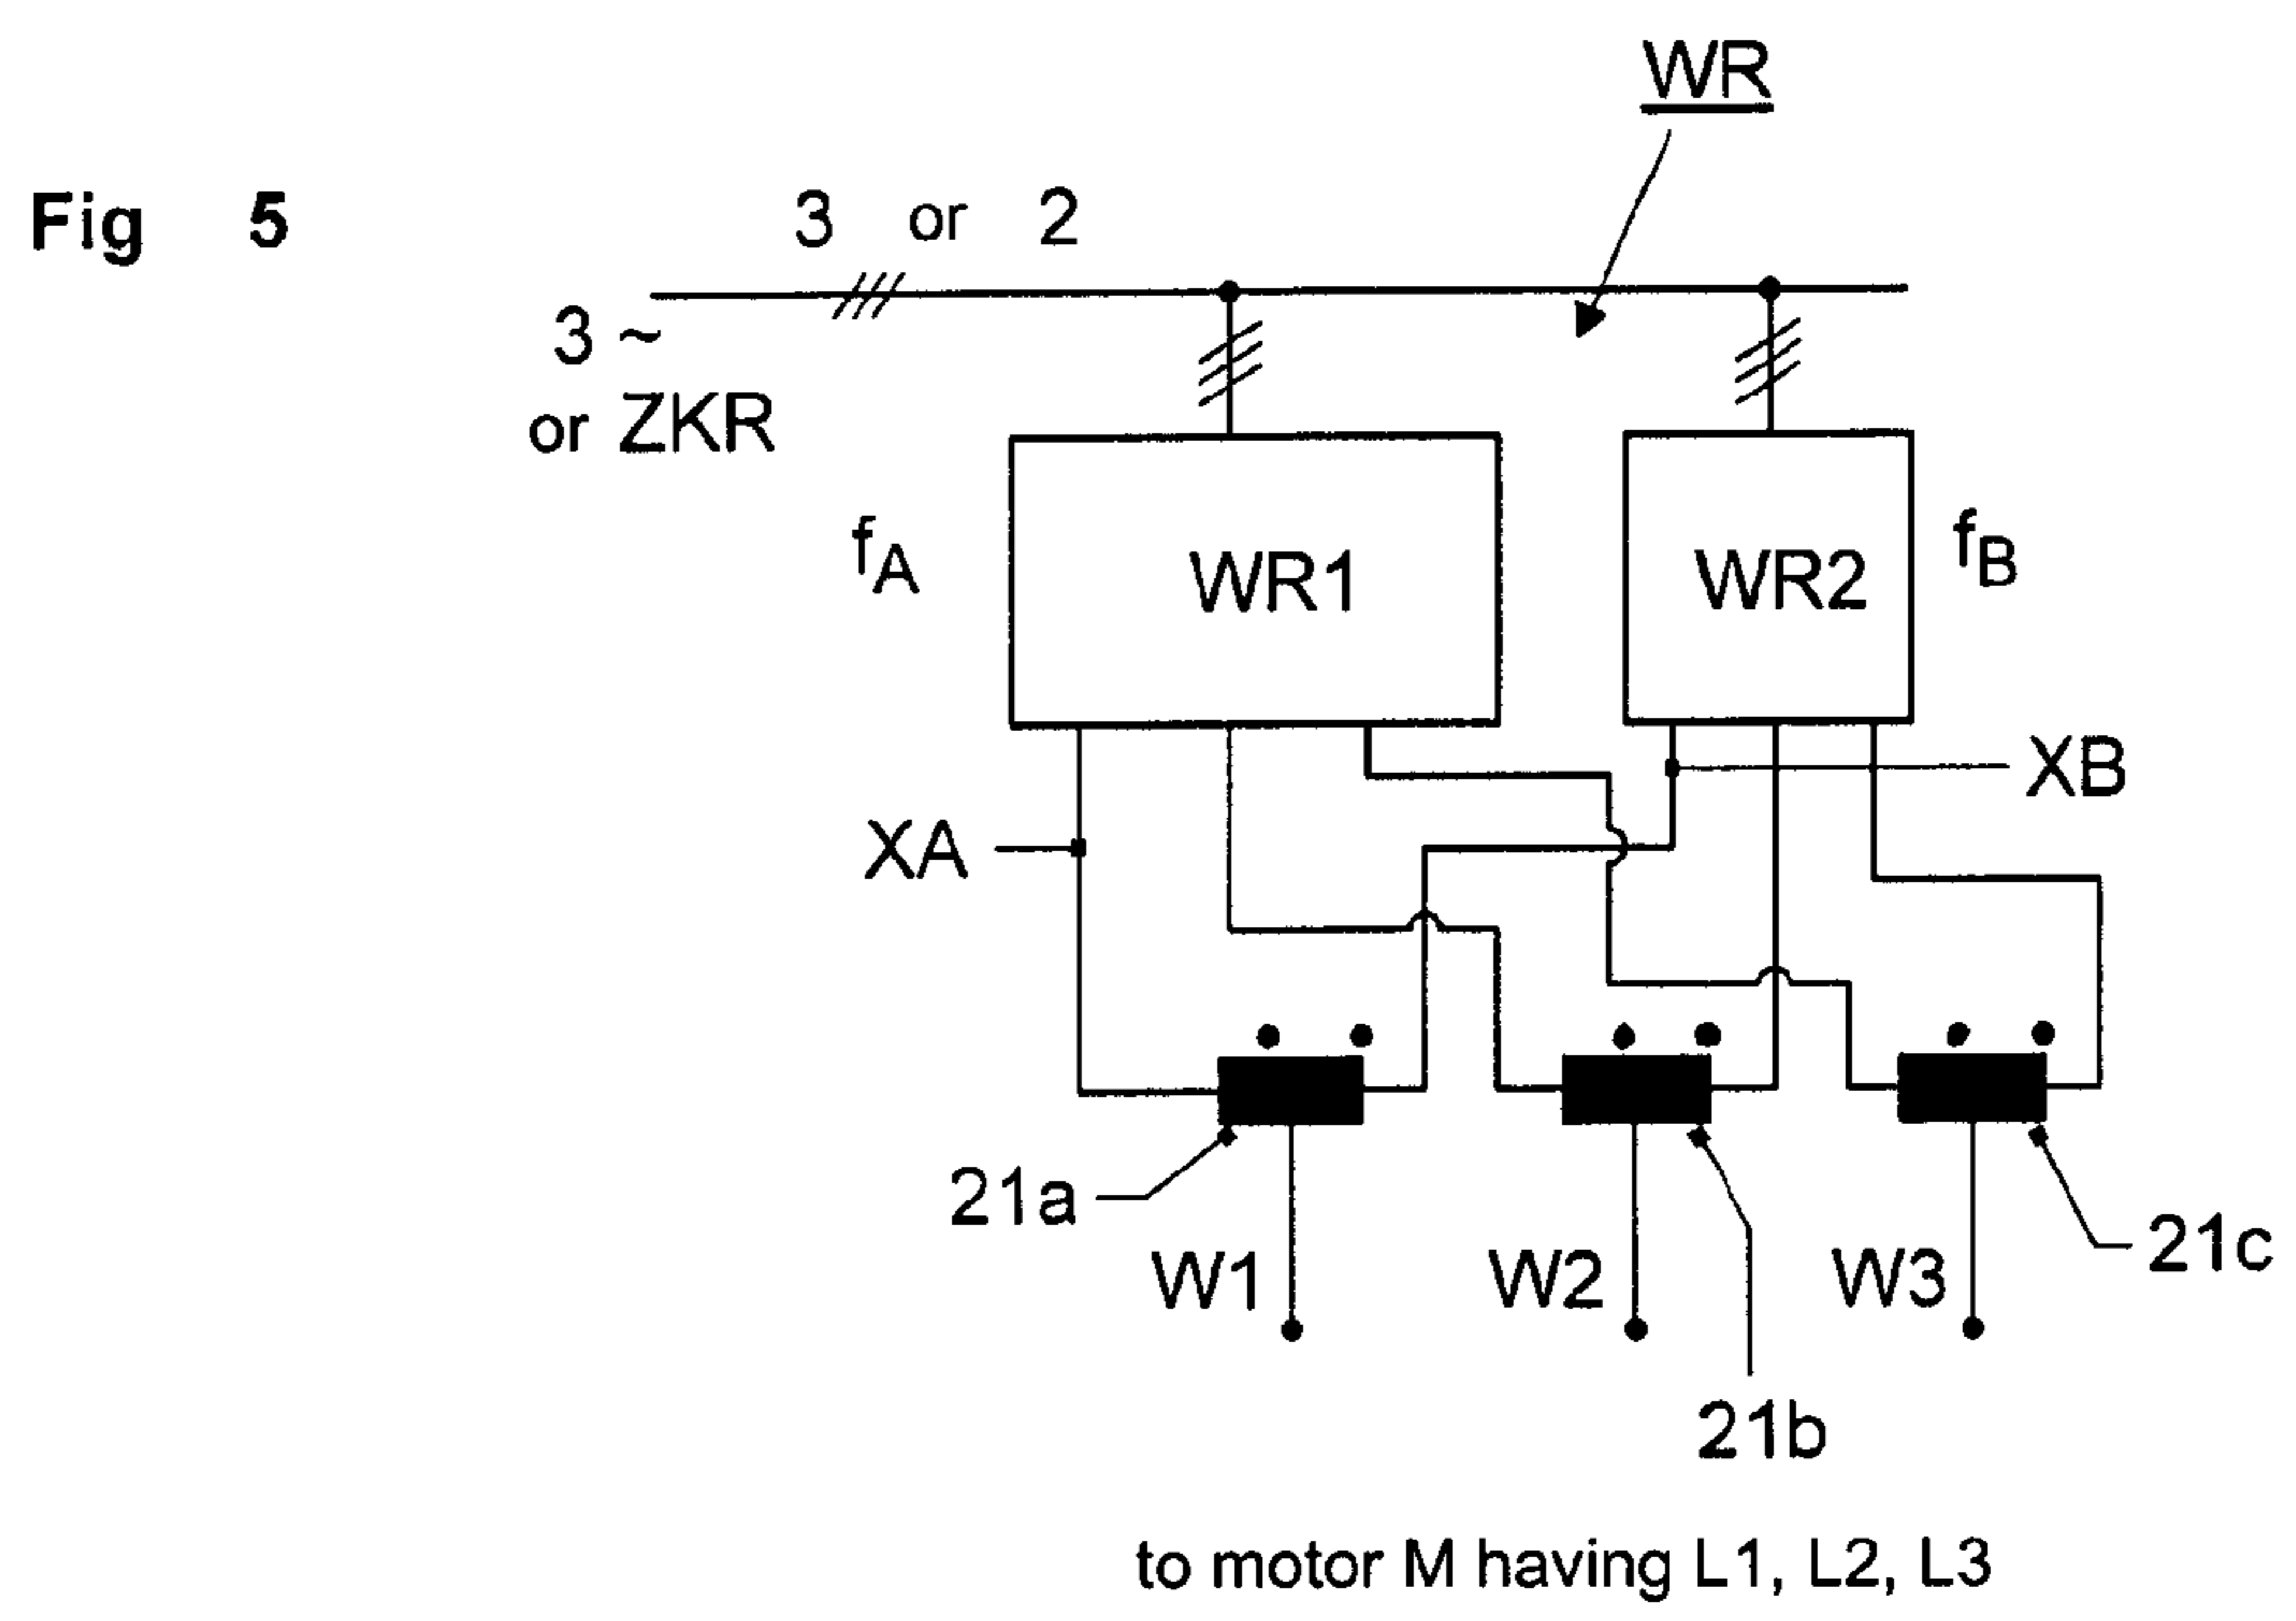 WR
Fig 5
3 or 2
3 ~
or ZKR
fA
WR1
WR2
fB
XB
XA
21a
W1
W2
W3
21c
21b
to motor M having L1, L2, L3